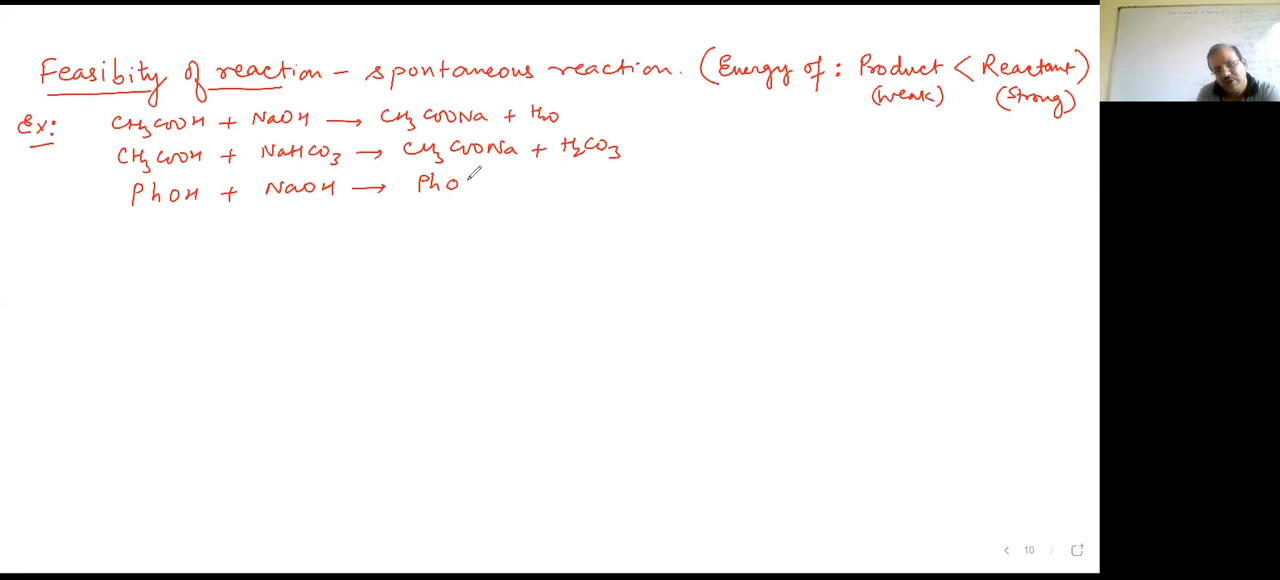 Feasibity of reaction – spontaneous reaction. (Energy of : Product < Reactant)
(Weak) (Strong)
Ex: CH3COOH + NaOH → CH3COONa + H2O
CH3COOH + NaHCO3 → CH3COONa + H2CO3
PhOH + NaOH → PhO
< 10 >